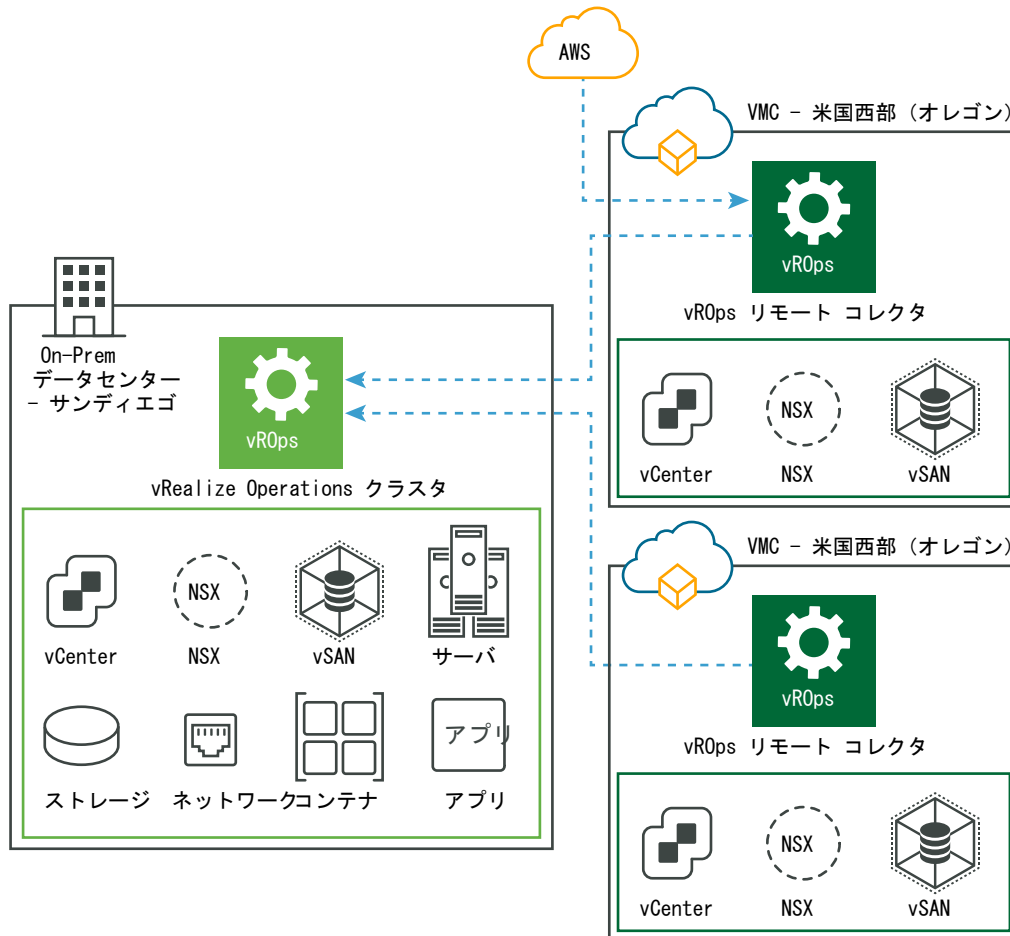 AWS
VMC - 米国西部 (オレゴン)
vROps
vROps リモート コレクタ
vCenter
NSX
NSX
vSAN
On-Prem
データセンター
- サンディエゴ
vROps
vRealize Operations クラスタ
NSX
vCenter
NSX
vSAN
サーバ
アプリ
ストレージ
ネットワーク
コンテナ
アプリ
VMC - 米国西部 (オレゴン)
vROps
vROps リモート コレクタ
NSX
vCenter
NSX
vSAN